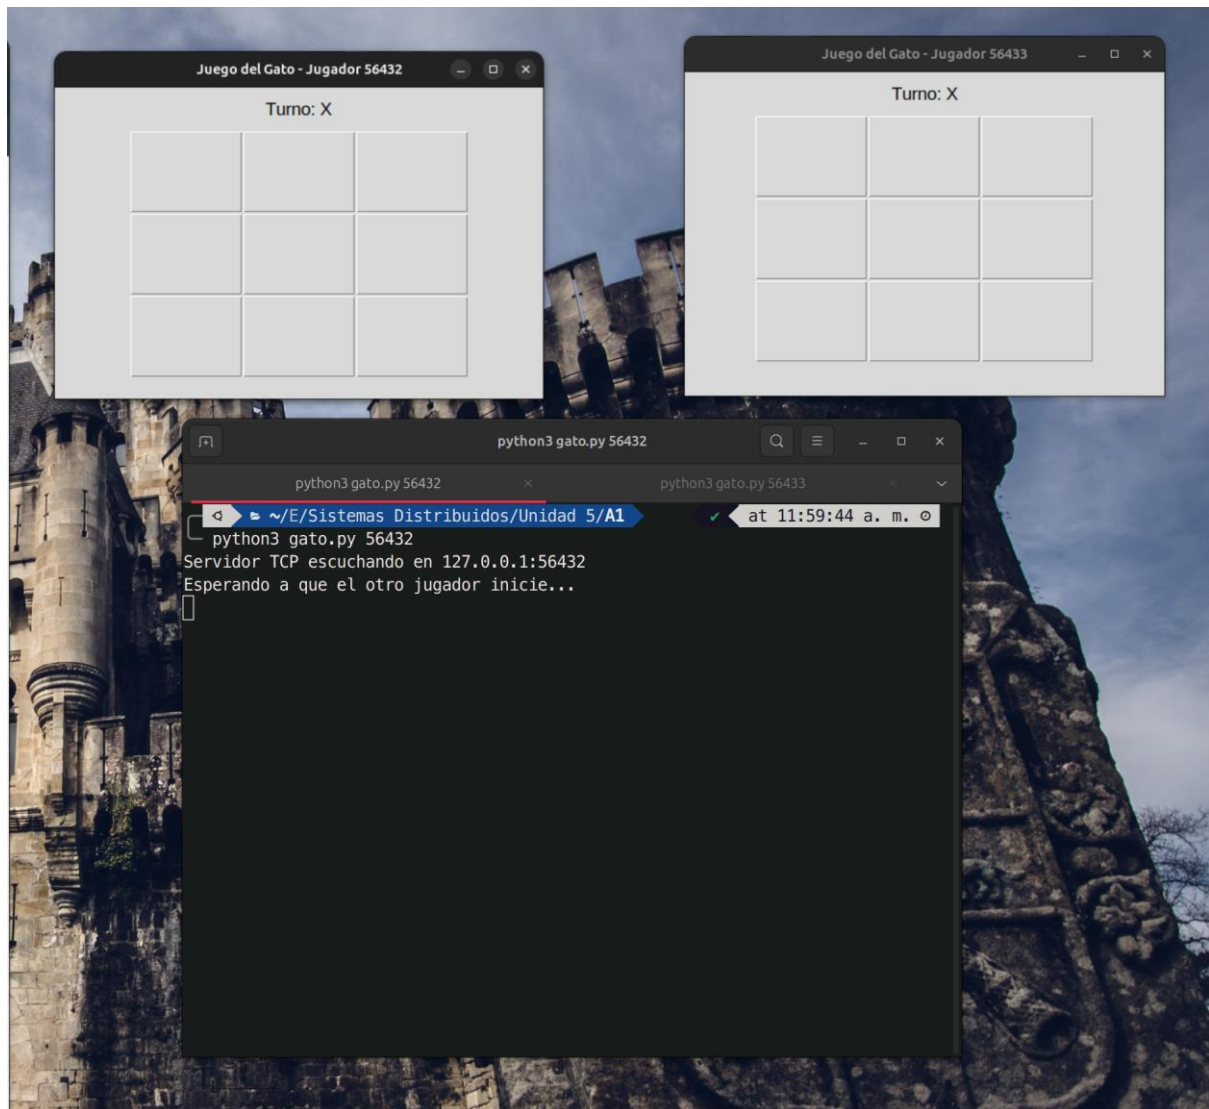 Juego del Gato - Jugador 56432
Turno: X
Juego del Gato - Jugador 56433
Turno: X
python3 gato.py 56432
python3 gato.py 56432
python3 gato.py 56433
~/E/Sistemas Distribuidos/Unidad 5/A1 at 11:59:44 a. m.
python3 gato.py 56432
Servidor TCP escuchando en 127.0.0.1:56432
Esperando a que el otro jugador inicie...